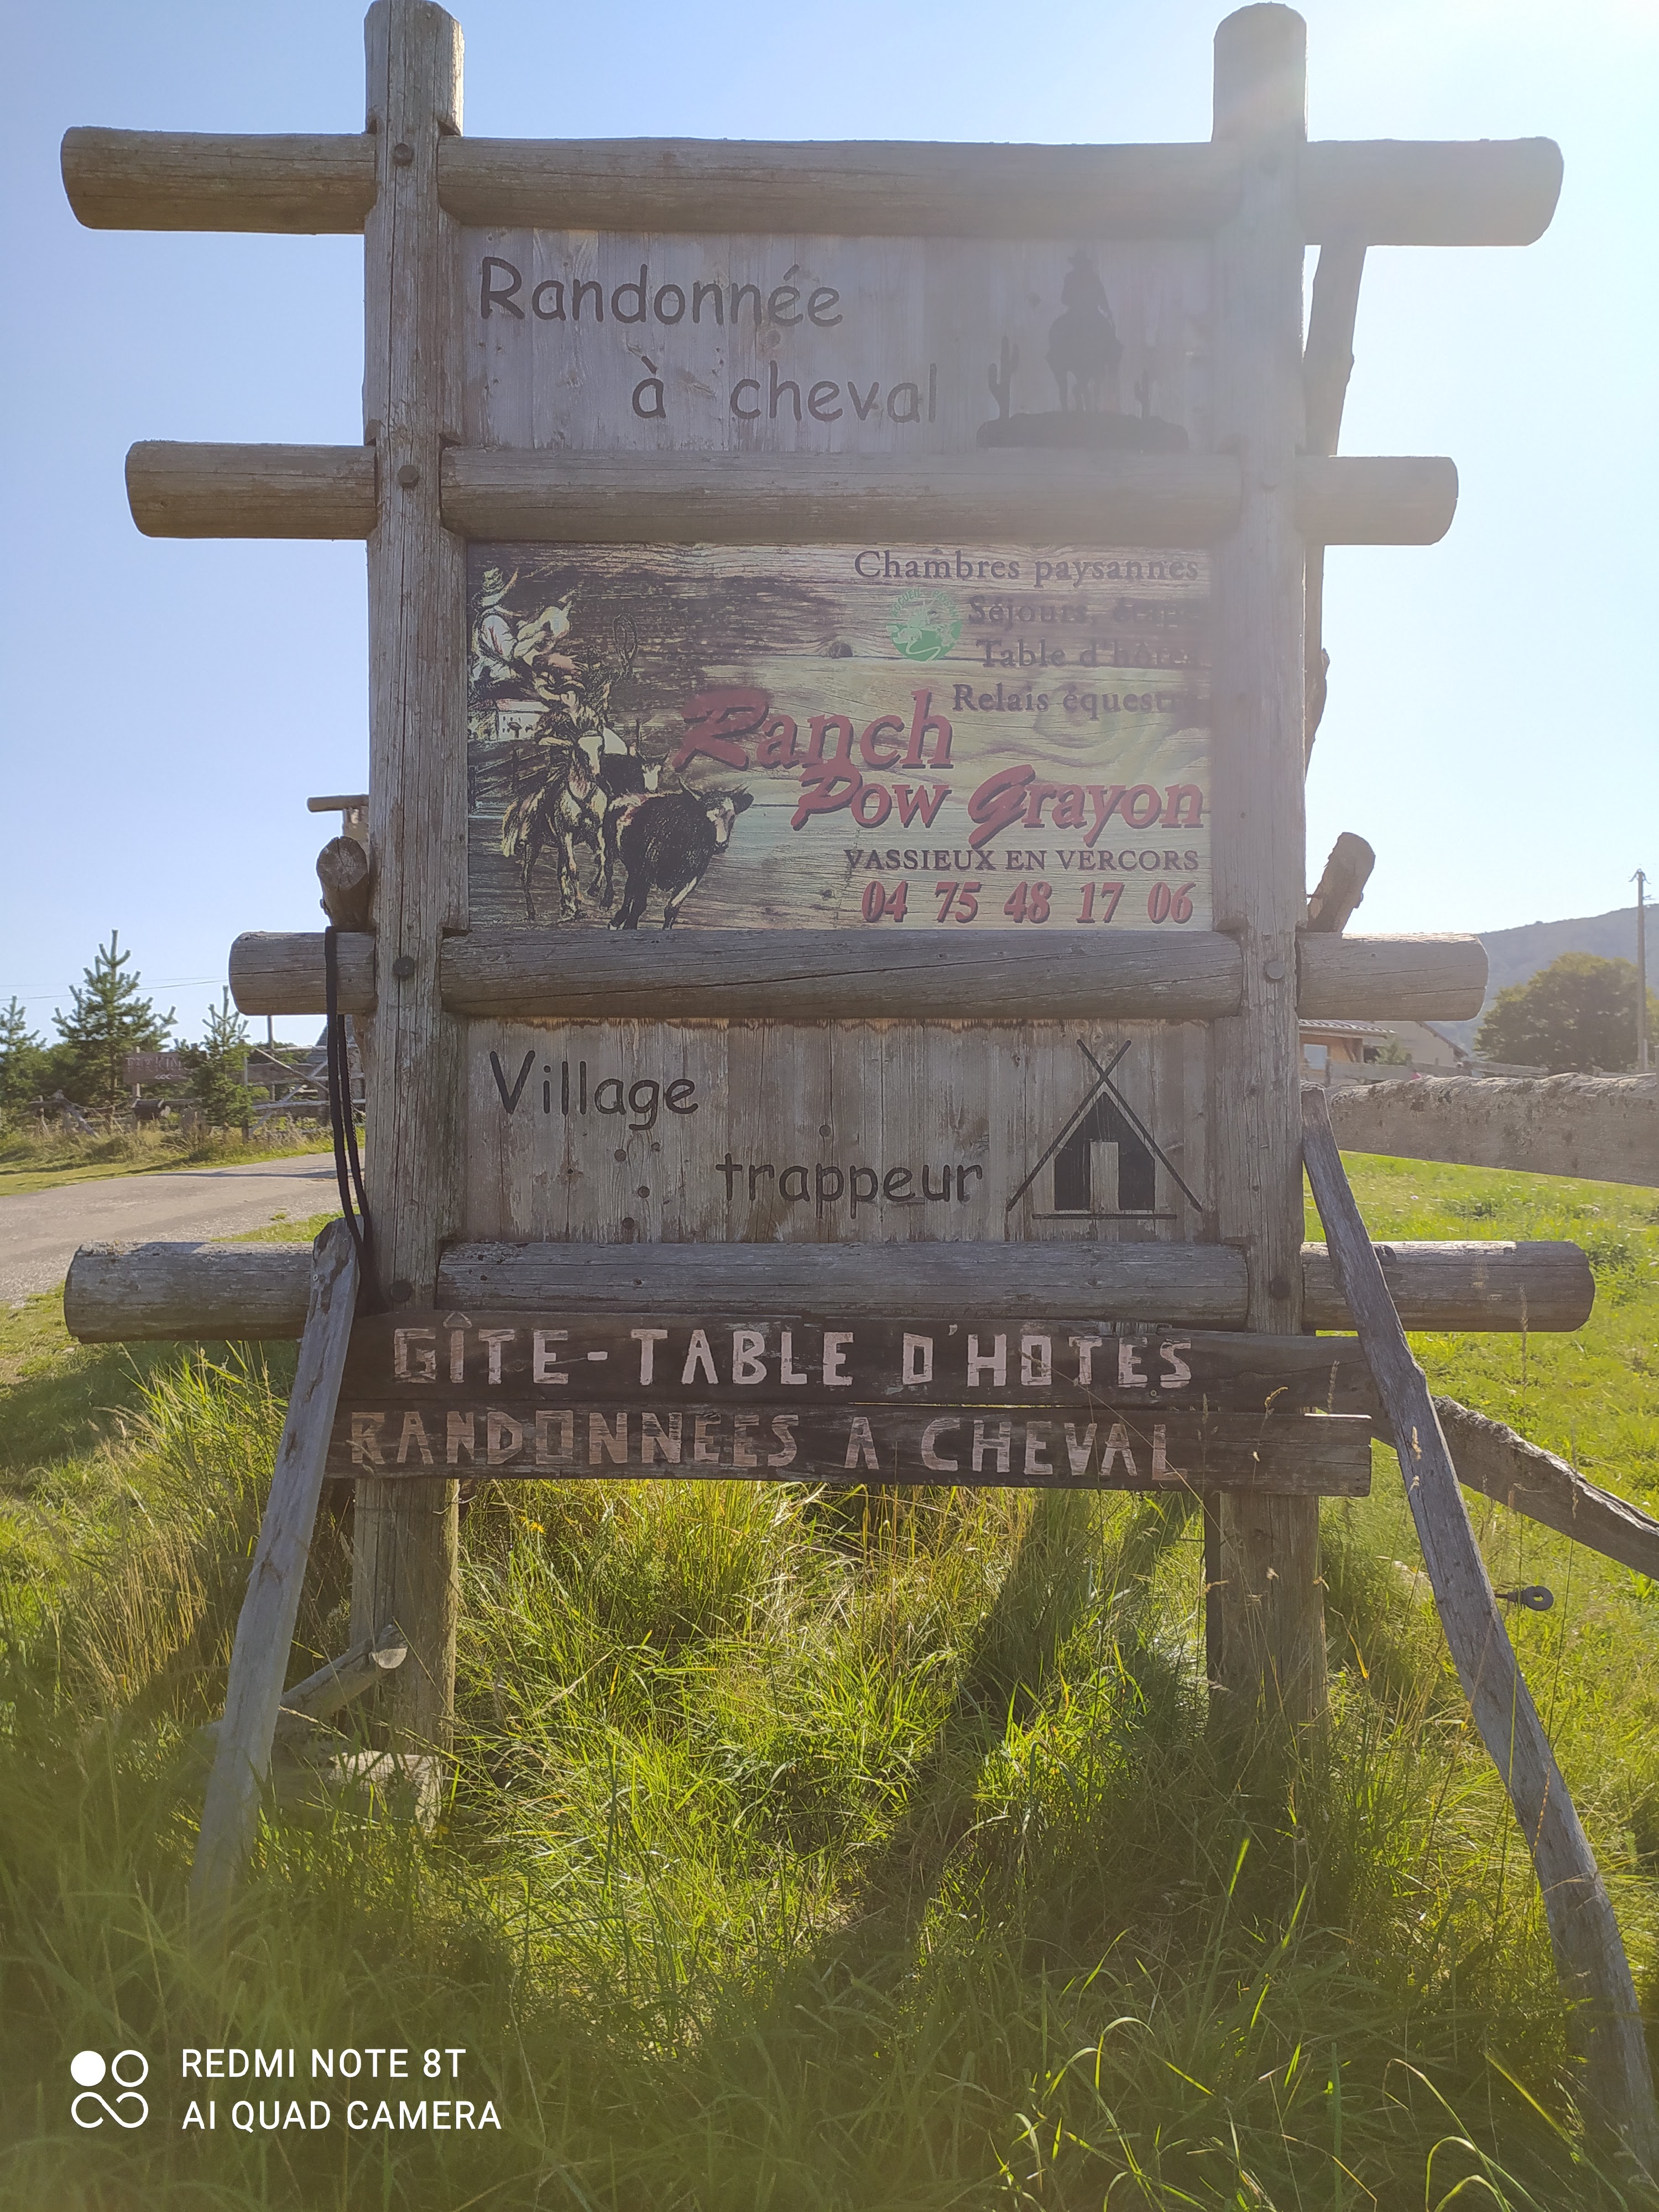 Randonnée
à cheval
Chambres paysannes
Séjours,
Table d'hôtes
Relais équestre
Ranch
Pow Grayon
VASSIEUX EN VERCORS
04 75 48 17 06
Village
trappeur
GÎTE-TABLE D'HOTES
RANDONNEES A CHEVAL
REDMI NOTE 8T
AI QUAD CAMERA